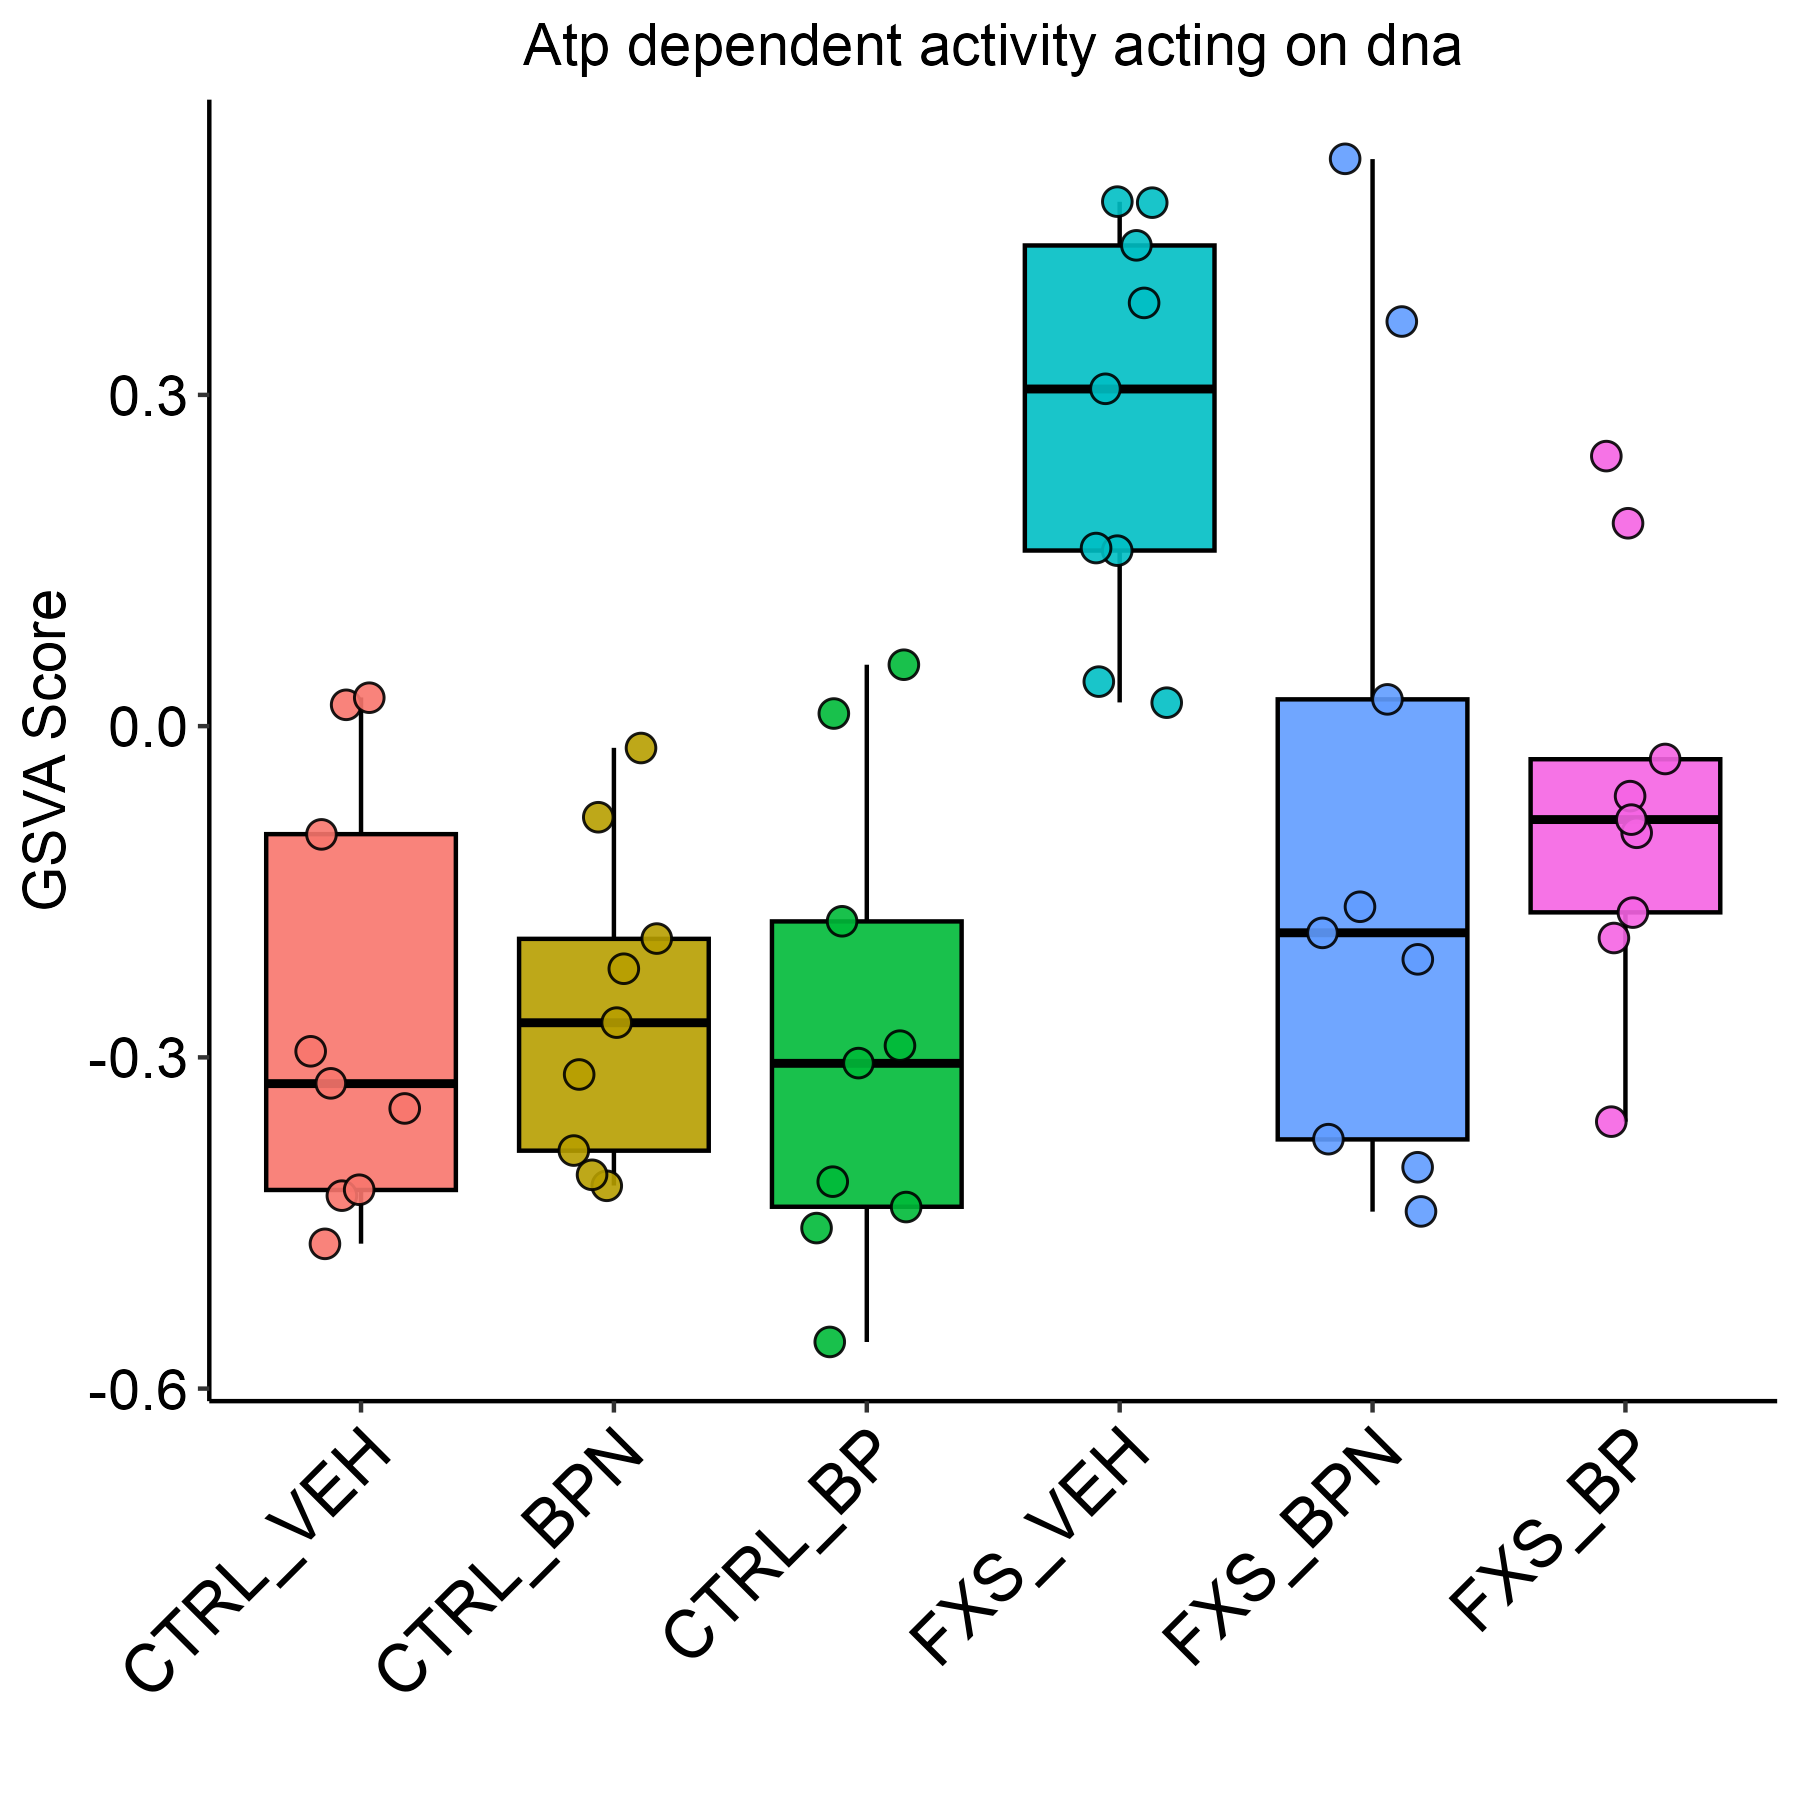 Atp dependent activity acting on dna
GSVA Score
0.3
0.0
-0.3
-0.6
CTRL_VEH
CTRL_BPN
CTRL_BP
FXS_VEH
FXS_BPN
FXS_BP